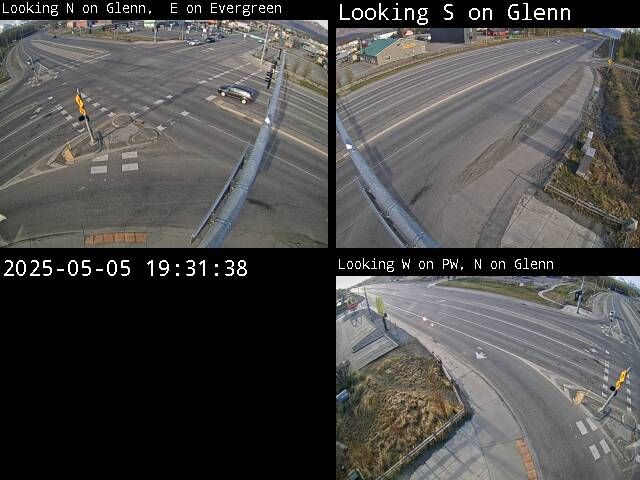 Looking N on Glenn,  E on Evergreen
Looking S on Glenn
2025-05-05 19:31:38
Looking W on PW, N on Glenn